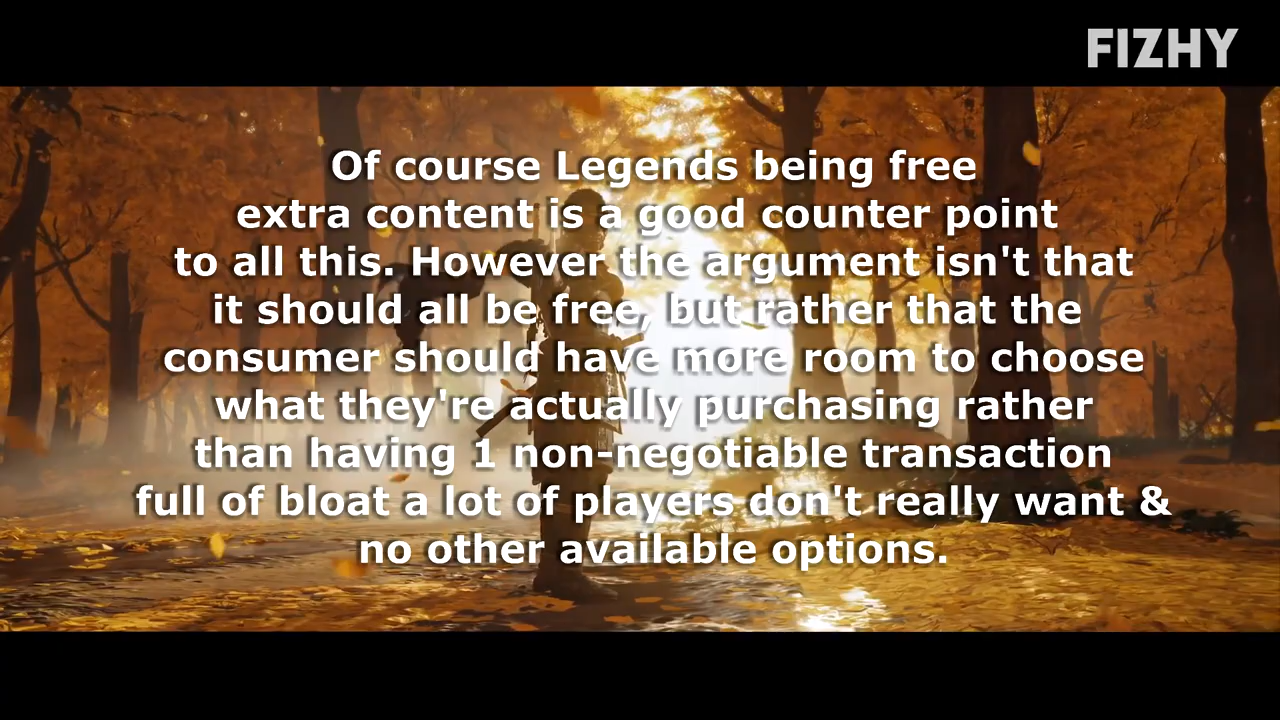 FIZHY
Of course Legends being free
extra content is a good counter point
to all this. However the argument isn't that
it should all be free, but rather that the
consumer should have more room to choose
what they're actually purchasing rather
than having 1 non-negotiable transaction
full of bloat a lot of players don't really want &
no other available options.